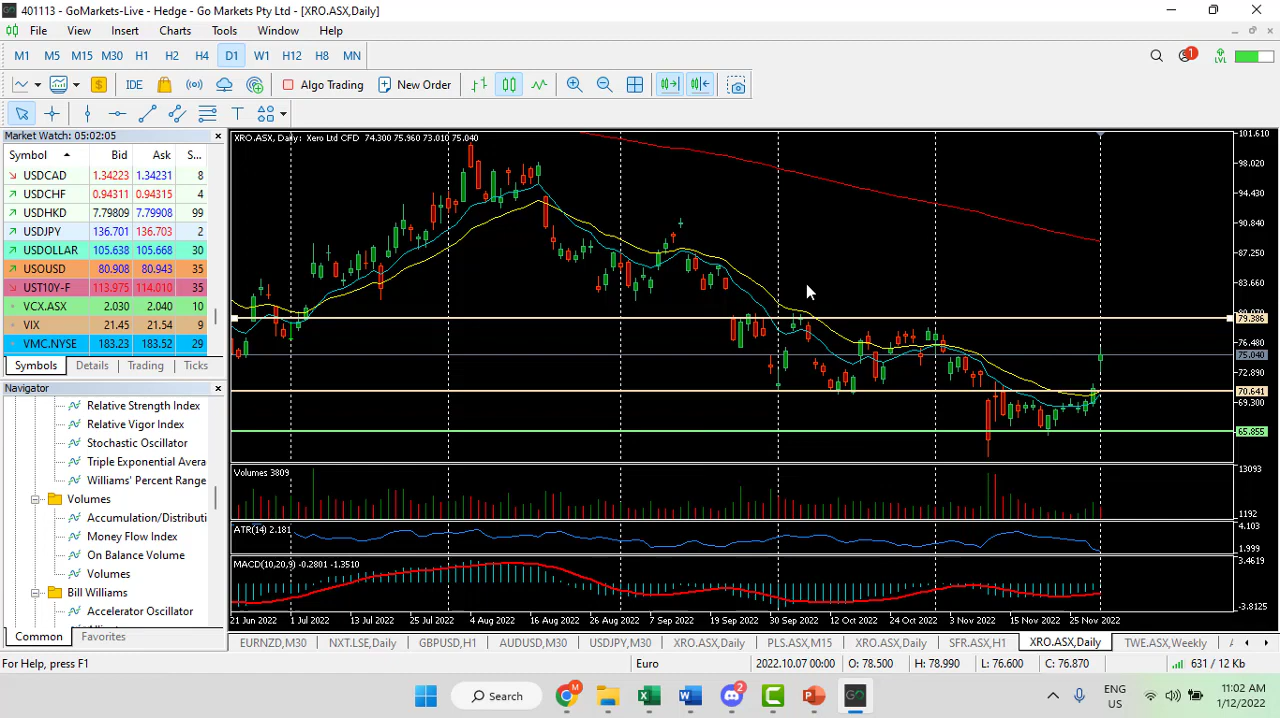 401113 - GoMarkets-Live - Hedge - Go Markets Pty Ltd - [XRO.ASX,Daily]
File View Insert Charts Tools Window Help
M1 M5 M15 M30 H1 H2 H4 D1 W1 H12 H8 MN
1 LVL
IDE Algo Trading New Order
Market Watch: 05:02:05
Symbol Bid Ask S...
USDCAD 1.34223 1.34231 8
USDCHF 0.94311 0.94315 4
USDHKD 7.79809 7.79908 99
USDJPY 136.701 136.703 2
USDOLLAR 105.638 105.668 30
USOUSD 80.908 80.943 35
UST10Y-F 113.975 114.010 35
VCX.ASX 2.030 2.040 10
VIX 21.45 21.54 9
VMC.NYSE 183.23 183.52 29
Symbols Details Trading Ticks
Navigator
Relative Strength Index
Relative Vigor Index
Stochastic Oscillator
Triple Exponential Avera
Williams' Percent Range
Volumes
Accumulation/Distributi
Money Flow Index
On Balance Volume
Volumes
Bill Williams
Accelerator Oscillator
Common Favorites
XRO.ASX, Daily: Xero Ltd CFD 74.300 75.960 73.010 75.040
101.610
98.020
94.430
90.840
87.250
83.660
79.386
76.480
75.040
72.890
70.641
69.300
65.855
Volumes 3809
13093
1192
ATR(14) 2.181
4.103
1.999
MACD(10,20,9) -0.2801 -1.3510
3.4619
-3.8125
21 Jun 2022 1 Jul 2022 13 Jul 2022 25 Jul 2022 4 Aug 2022 16 Aug 2022 26 Aug 2022 7 Sep 2022 19 Sep 2022 30 Sep 2022 12 Oct 2022 24 Oct 2022 3 Nov 2022 15 Nov 2022 25 Nov 2022
EURNZD,M30 NXT.ASX,Daily GBPUSD,H1 AUDUSD,M30 USDJPY,M30 XRO.ASX,Daily PLS.ASX,M15 XRO.ASX,Daily SFR.ASX,H1 XRO.ASX,Daily TWE.ASX,Weekly
For Help, press F1 Euro 2022.10.07 00:00 O: 78.500 H: 78.990 L: 76.600 C: 76.870 631 / 12 Kb
Search M 2 GO ENG US 11:02 AM 1/12/2022